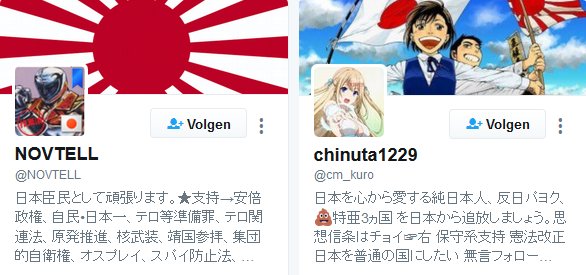 Volgen
NOVTELL
@NOVTELL
日本臣民として頑張ります。★支持→安倍
政権、自民・日本一、テロ等準備罪、テロ関
連法、原発推進、核武装、靖国参拝、集団
的自衛権、オスプレイ、スパイ防止法、...
Volgen
chinuta1229
@cm_kuro
日本を心から愛する純日本人、反日パヨク、
💩特亜3ヵ国 を日本から追放しましょう。思
想信条はチョイ☞右 保守系支持 憲法改正
日本を普通の国にしたい 無言フォロー...